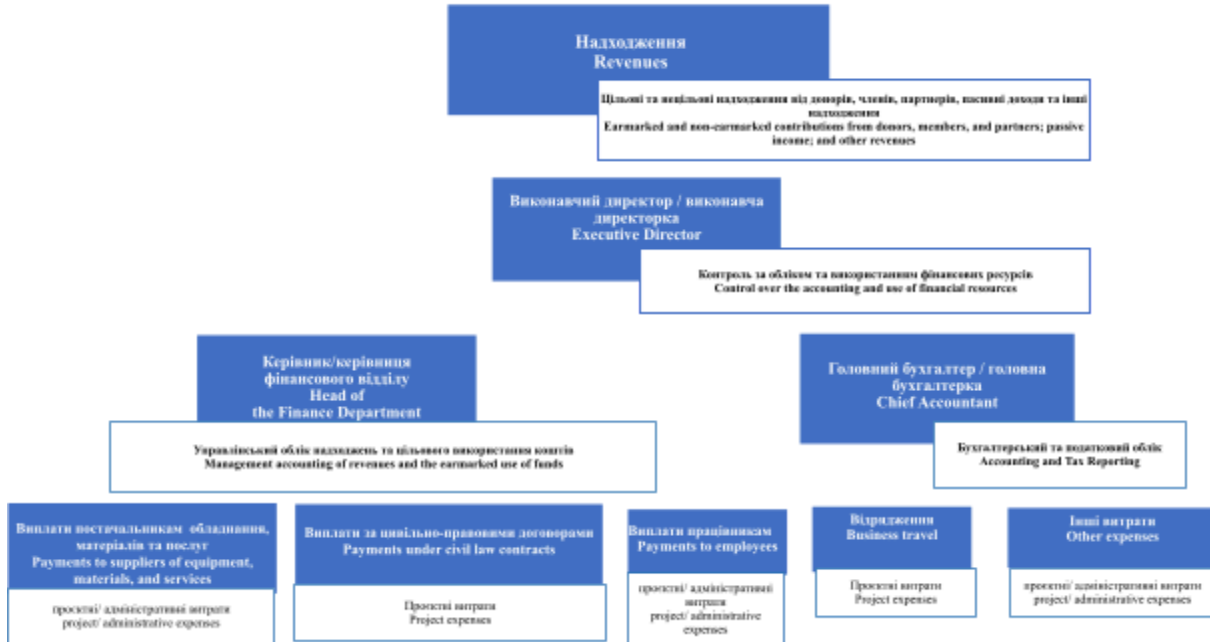 Надходження
Revenues
Цільові та нецільові надходження від донорів, членів, партнерів, пасивні доходи та інші
надходження
Earmarked and non-earmarked contributions from donors, members, and partners; passive
income; and other revenues
Виконавчий директор / виконавча
директорка
Executive Director
Контроль за обліком та використанням фінансових ресурсів
Control over the accounting and use of financial resources
Керівник/керівниця
фінансового відділу
Head of
the Finance Department
Управлінський облік надходжень та цільового використання коштів
Management accounting of revenues and the earmarked use of funds
Головний бухгалтер / головна
бухгалтерка
Chief Accountant
Бухгалтерський та податковий облік
Accounting and Tax Reporting
Виплати постачальникам обладнання,
матеріалів та послуг
Payments to suppliers of equipment,
materials, and services
проєктні/ адміністративні витрати
project/ administrative expenses
Виплати за цивільно-правовими договорами
Payments under civil law contracts
Проєктні витрати
Project expenses
Виплати працівникам
Payments to employees
проєктні/ адміністративні
витрати
project/ administrative
expenses
Відрядження
Business travel
Проєктні витрати
Project expenses
Інші витрати
Other expenses
проєктні/ адміністративні витрати
project/ administrative expenses